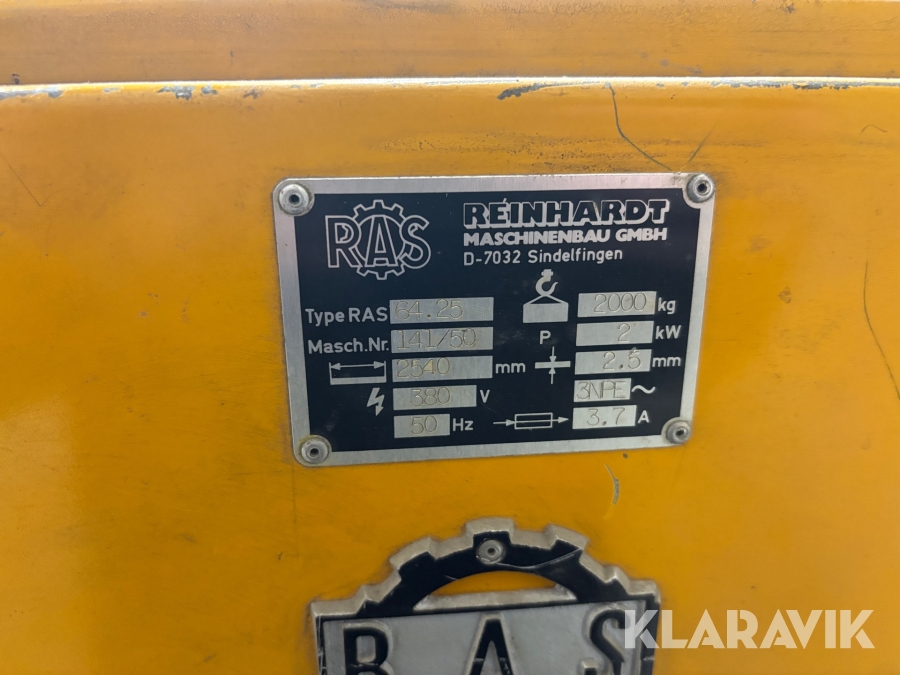 RAS
REINHARDT
MASCHINENBAU GMBH
D-7032 Sindelfingen
Type RAS 64.25
2000 kg
Masch.Nr. 141/50
P 2 kW
2540 mm
2.5 mm
380 V
3NPE ~
50 Hz
3,7 A
RAS
KLARAVIK